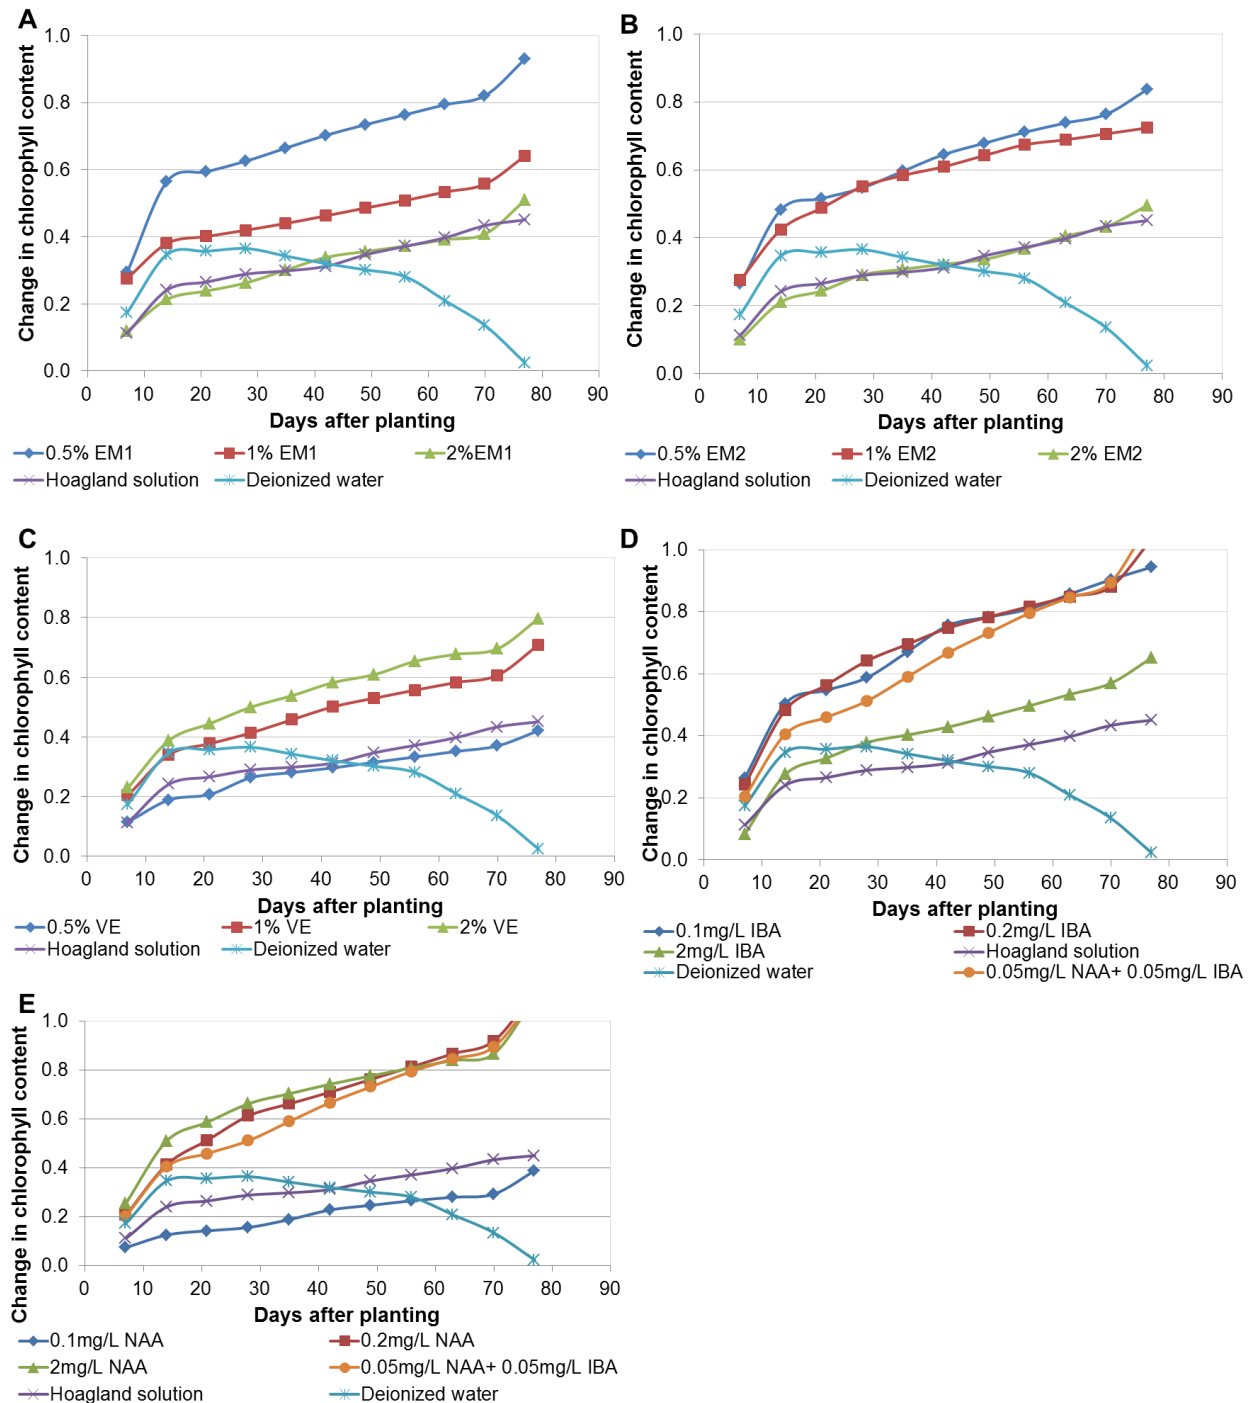 A
Change in chlorophyll content
1.0
0.8
0.6
0.4
0.2
0.0
0 10 20 30 40 50 60 70 80 90
Days after planting
0.5% EM1 1% EM1 2%EM1
Hoagland solution Deionized water
B
Change in chlorophyll content
1.0
0.8
0.6
0.4
0.2
0.0
0 10 20 30 40 50 60 70 80 90
Days after planting
0.5% EM2 1% EM2 2% EM2
Hoagland solution Deionized water
C
Change in chlorophyll content
1.0
0.8
0.6
0.4
0.2
0.0
0 10 20 30 40 50 60 70 80 90
Days after planting
0.5% VE 1% VE 2% VE
Hoagland solution Deionized water
D
Change in chlorophyll content
1.0
0.8
0.6
0.4
0.2
0.0
0 10 20 30 40 50 60 70 80 90
Days after planting
0.1mg/L IBA 0.2mg/L IBA
2mg/L IBA Hoagland solution
Deionized water 0.05mg/L NAA+ 0.05mg/L IBA
E
Change in chlorophyll content
1.0
0.8
0.6
0.4
0.2
0.0
0 10 20 30 40 50 60 70 80 90
Days after planting
0.1mg/L NAA 0.2mg/L NAA
2mg/L NAA 0.05mg/L NAA+ 0.05mg/L IBA
Hoagland solution Deionized water